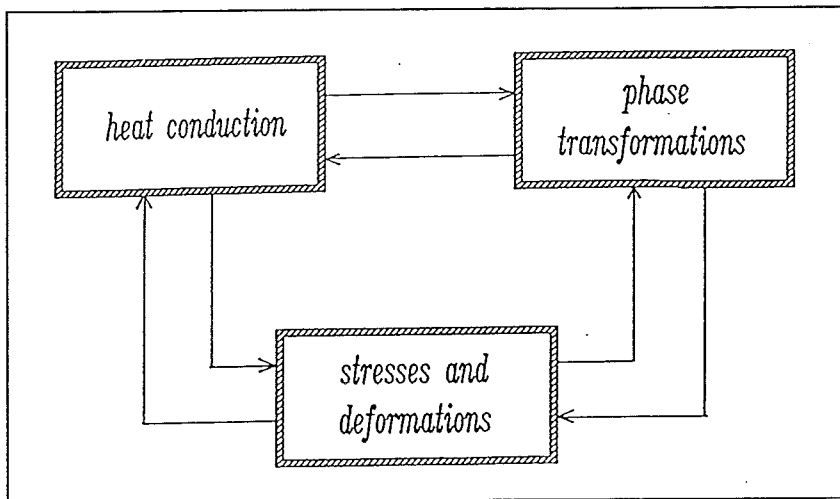 heat conduction
phase
transformations
stresses and
deformations